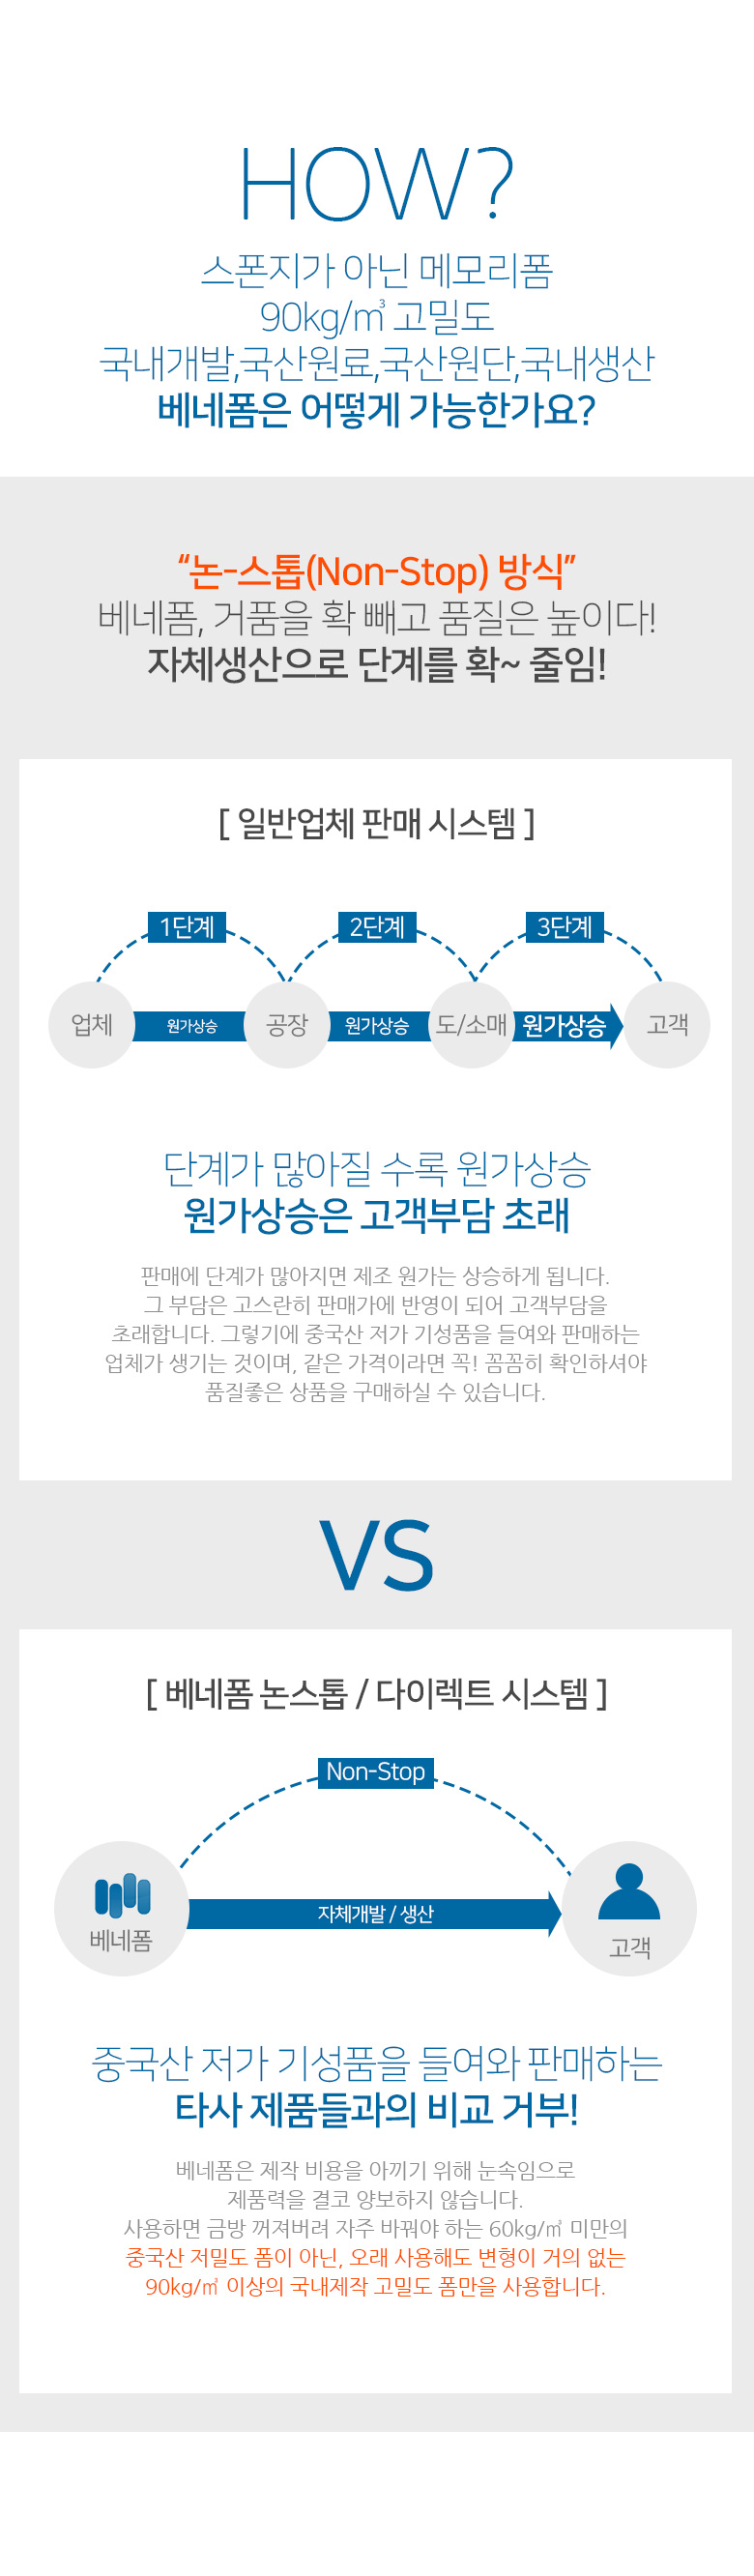 HOW?
스폰지가 아닌 메모리폼
90kg/㎥ 고밀도
국내개발,국산원료,국산원단,국내생산
베네폼은 어떻게 가능한가요?
“논-스톱(Non-Stop) 방식”
베네폼, 거품을 확 빼고 품질은 높이다!
자체생산으로 단계를 확~ 줄임!
[ 일반업체 판매 시스템 ]
1단계 2단계 3단계
업체 원가상승 공장 원가상승 도/소매 원가상승 고객
단계가 많아질 수록 원가상승
원가상승은 고객부담 초래
판매에 단계가 많아지면 제조 원가는 상승하게 됩니다.
그 부담은 고스란히 판매가에 반영이 되어 고객부담을
초래합니다. 그렇기에 중국산 저가 기성품을 들여와 판매하는
업체가 생기는 것이며, 같은 가격이라면 꼭! 꼼꼼히 확인하셔야
품질좋은 상품을 구매하실 수 있습니다.
VS
[ 베네폼 논스톱 / 다이렉트 시스템 ]
Non-Stop
자체개발 / 생산
베네폼
고객
중국산 저가 기성품을 들여와 판매하는
타사 제품들과의 비교 거부!
베네폼은 제작 비용을 아끼기 위해 눈속임으로
제품력을 결코 양보하지 않습니다.
사용하면 금방 꺼져버려 자주 바꿔야 하는 60kg/㎥ 미만의
중국산 저밀도 폼이 아닌, 오래 사용해도 변형이 거의 없는
90kg/㎥ 이상의 국내제작 고밀도 폼만을 사용합니다.